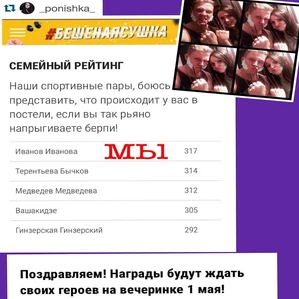 _ponishka_
#БЕШЕНАЯСУШКА
СЕМЕЙНЫЙ РЕЙТИНГ
Наши спортивные пары, боюсь
представить, что происходит у вас в
постели, если вы так рьяно
напрыгиваете берпи!
Иванов Иванова МЫ 317
Терентьева Бычков 314
Медведев Медведева 312
Вашакидзе 305
Гинзерская Гинзерский 292
Поздравляем! Награды будут ждать
своих героев на вечеринке 1 мая!